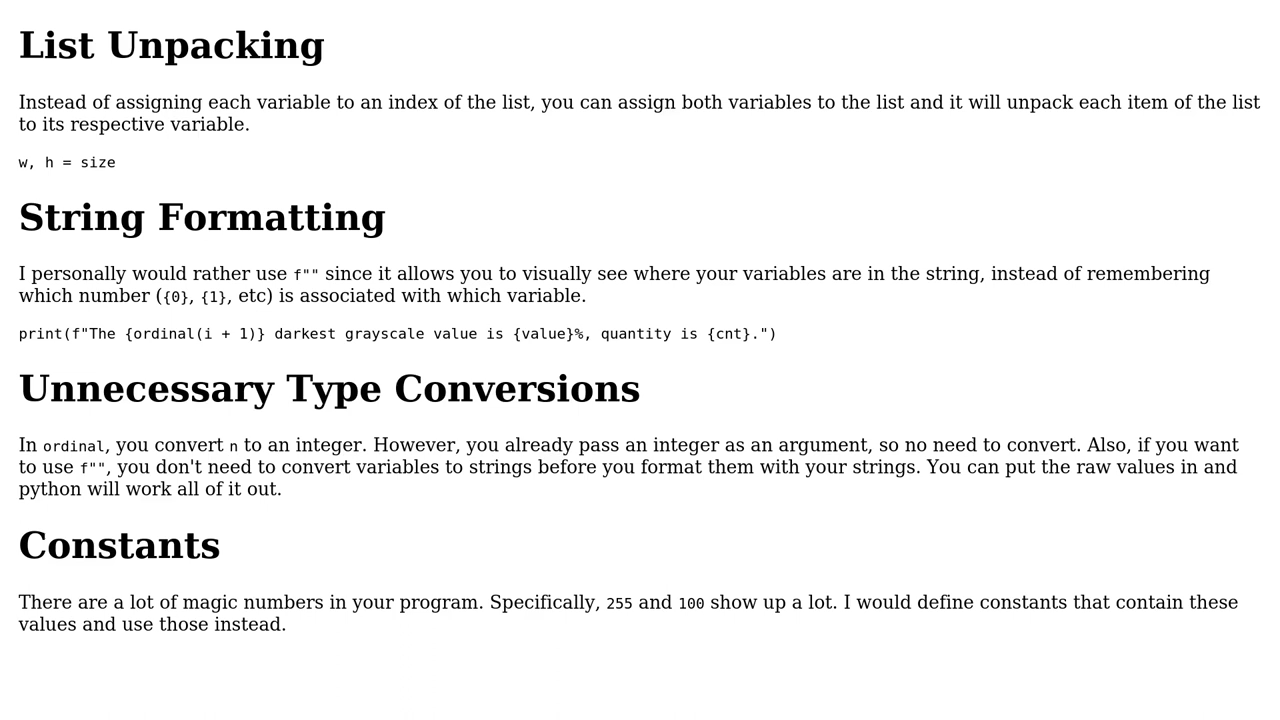 List Unpacking
Instead of assigning each variable to an index of the list, you can assign both variables to the list and it will unpack each item of the list
to its respective variable.
w, h = size
String Formatting
I personally would rather use f"" since it allows you to visually see where your variables are in the string, instead of remembering
which number ({0}, {1}, etc) is associated with which variable.
print(f"The {ordinal(i + 1)} darkest grayscale value is {value}%, quantity is {cnt}.")
Unnecessary Type Conversions
In ordinal, you convert n to an integer. However, you already pass an integer as an argument, so no need to convert. Also, if you want
to use f"", you don't need to convert variables to strings before you format them with your strings. You can put the raw values in and
python will work all of it out.
Constants
There are a lot of magic numbers in your program. Specifically, 255 and 100 show up a lot. I would define constants that contain these
values and use those instead.